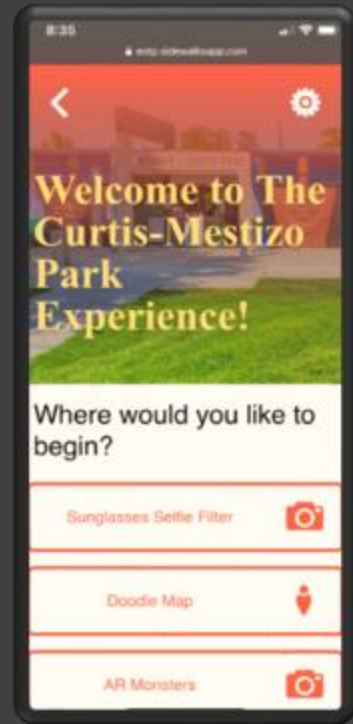 8:35
Welcome to The
Curtis-Mestizo
Park
Experience!
Where would you like to
begin?
Sunglasses Selfie Filter
Doodle Map
AR Monsters